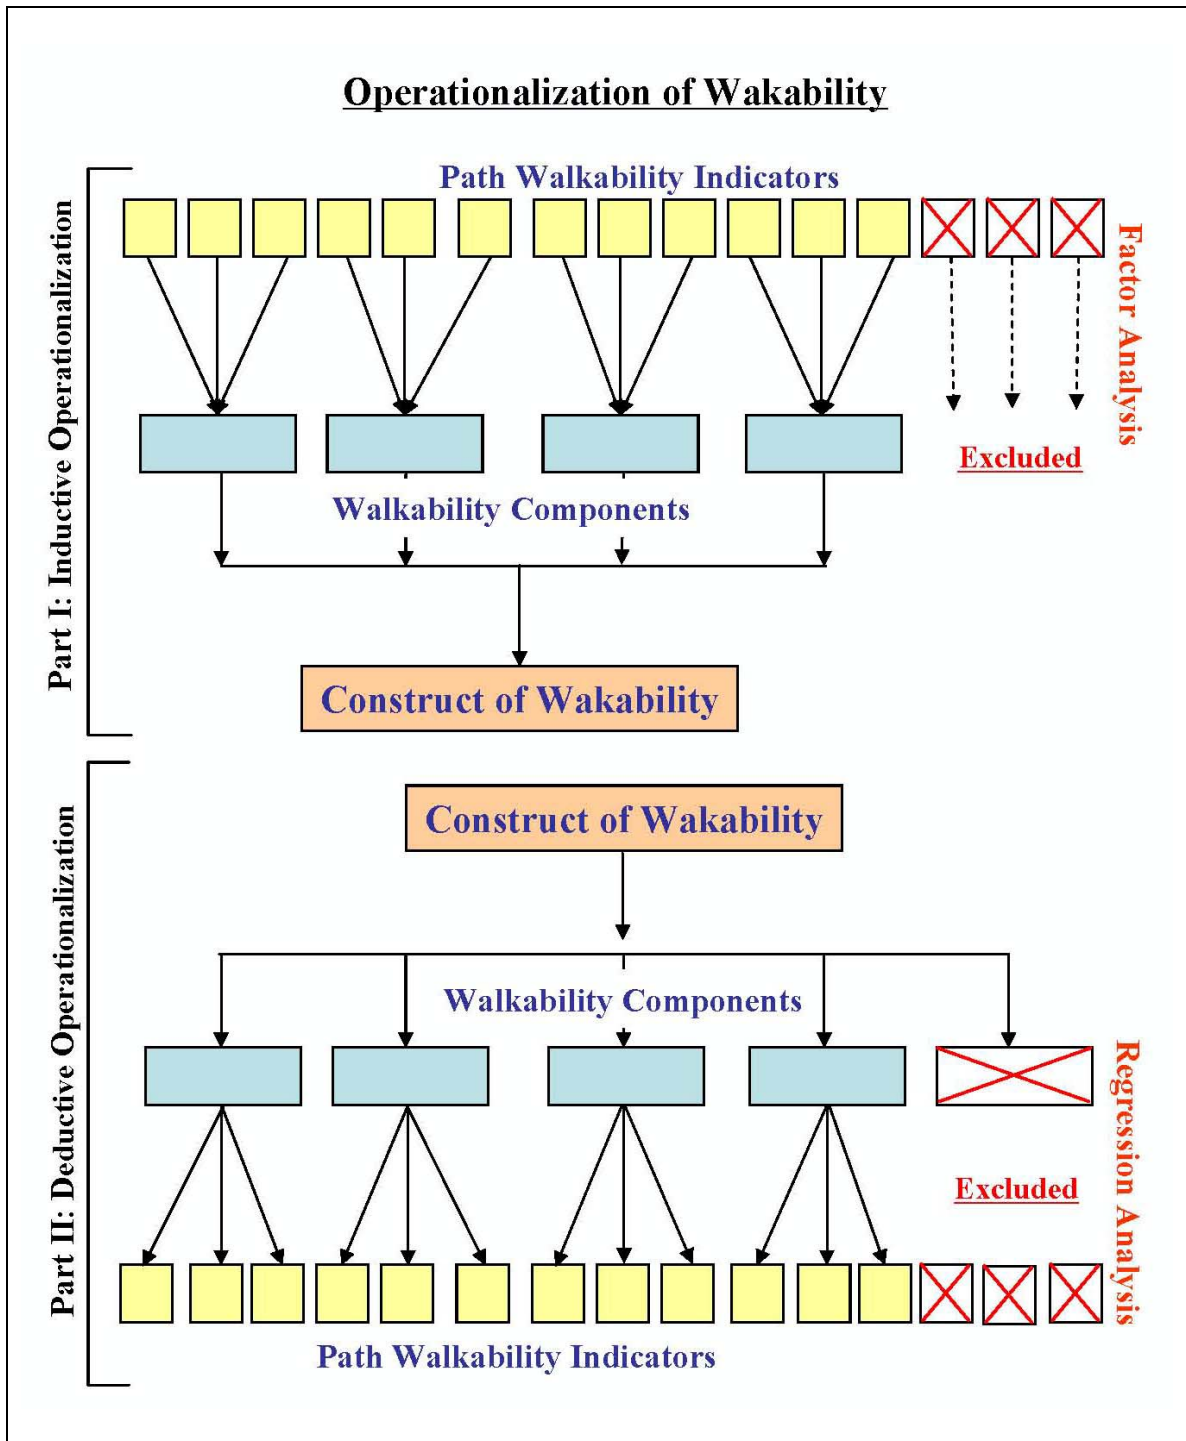 Operationalization of Wakability
Part I: Inductive Operationalization
Path Walkability Indicators
Factor Analysis
Excluded
Walkability Components
Construct of Wakability
Part II: Deductive Operationalization
Construct of Wakability
Walkability Components
Regression Analysis
Excluded
Path Walkability Indicators